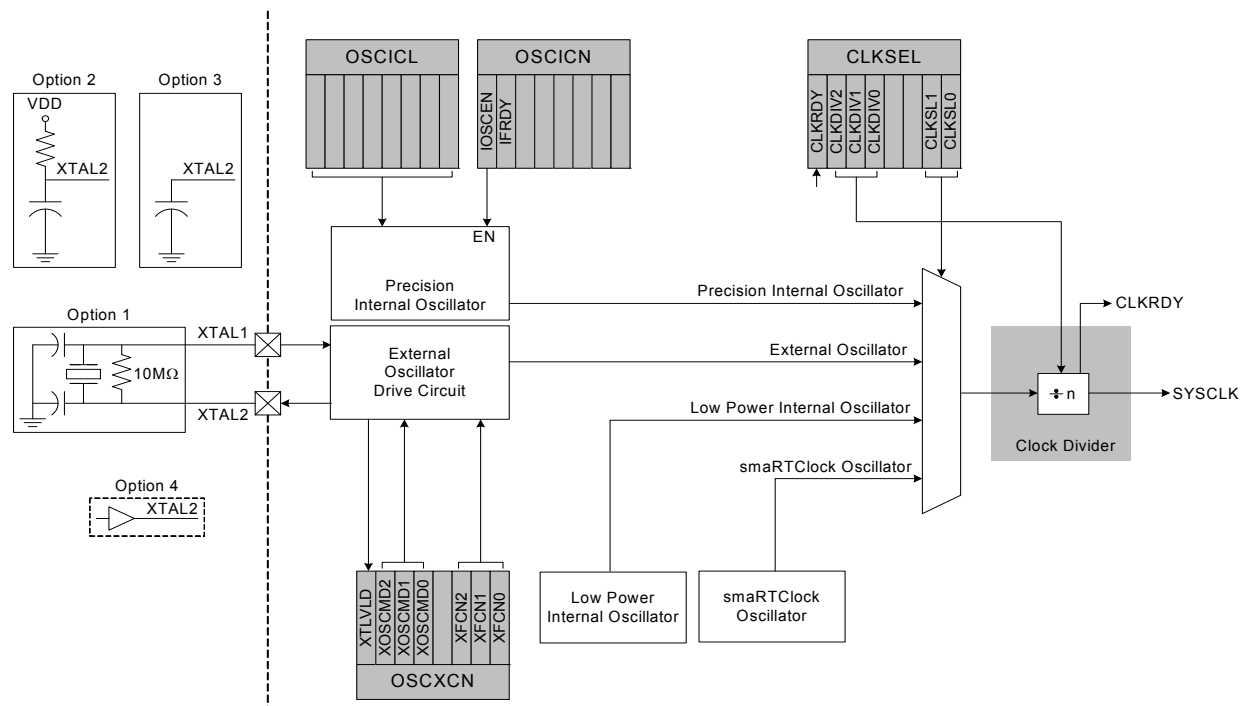 OSCICL
OSCICN
CLKSEL
IOSCEN
IFRDY
CLKRDY
CLKDIV2
CLKDIV1
CLKDIV0
CLKSL1
CLKSL0
Option 2
VDD
XTAL2
Option 3
XTAL2
EN
Precision
Internal Oscillator
Precision Internal Oscillator
CLKRDY
Option 1
XTAL1
10MΩ
XTAL2
External
Oscillator
Drive Circuit
External Oscillator
÷ n
SYSCLK
Low Power Internal Oscillator
Clock Divider
smaRTClock Oscillator
Option 4
XTAL2
XTLVLD
XOSCMD2
XOSCMD1
XOSCMD0
XFCN2
XFCN1
XFCN0
OSCXCN
Low Power
Internal Oscillator
smaRTClock
Oscillator